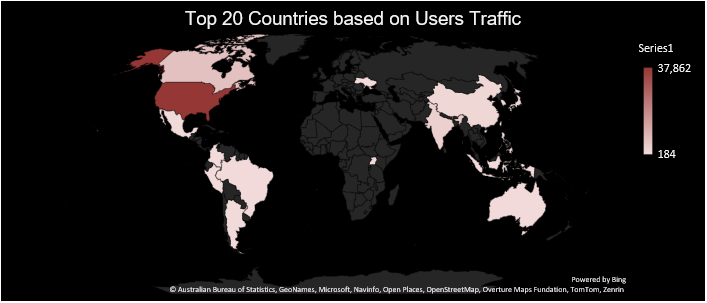 Top 20 Countries based on Users Traffic
Series1
37,862
184
Powered by Bing
© Australian Bureau of Statistics, GeoNames, Microsoft, Navinfo, Open Places, OpenStreetMap, Overture Maps Fundation, TomTom, Zenrin